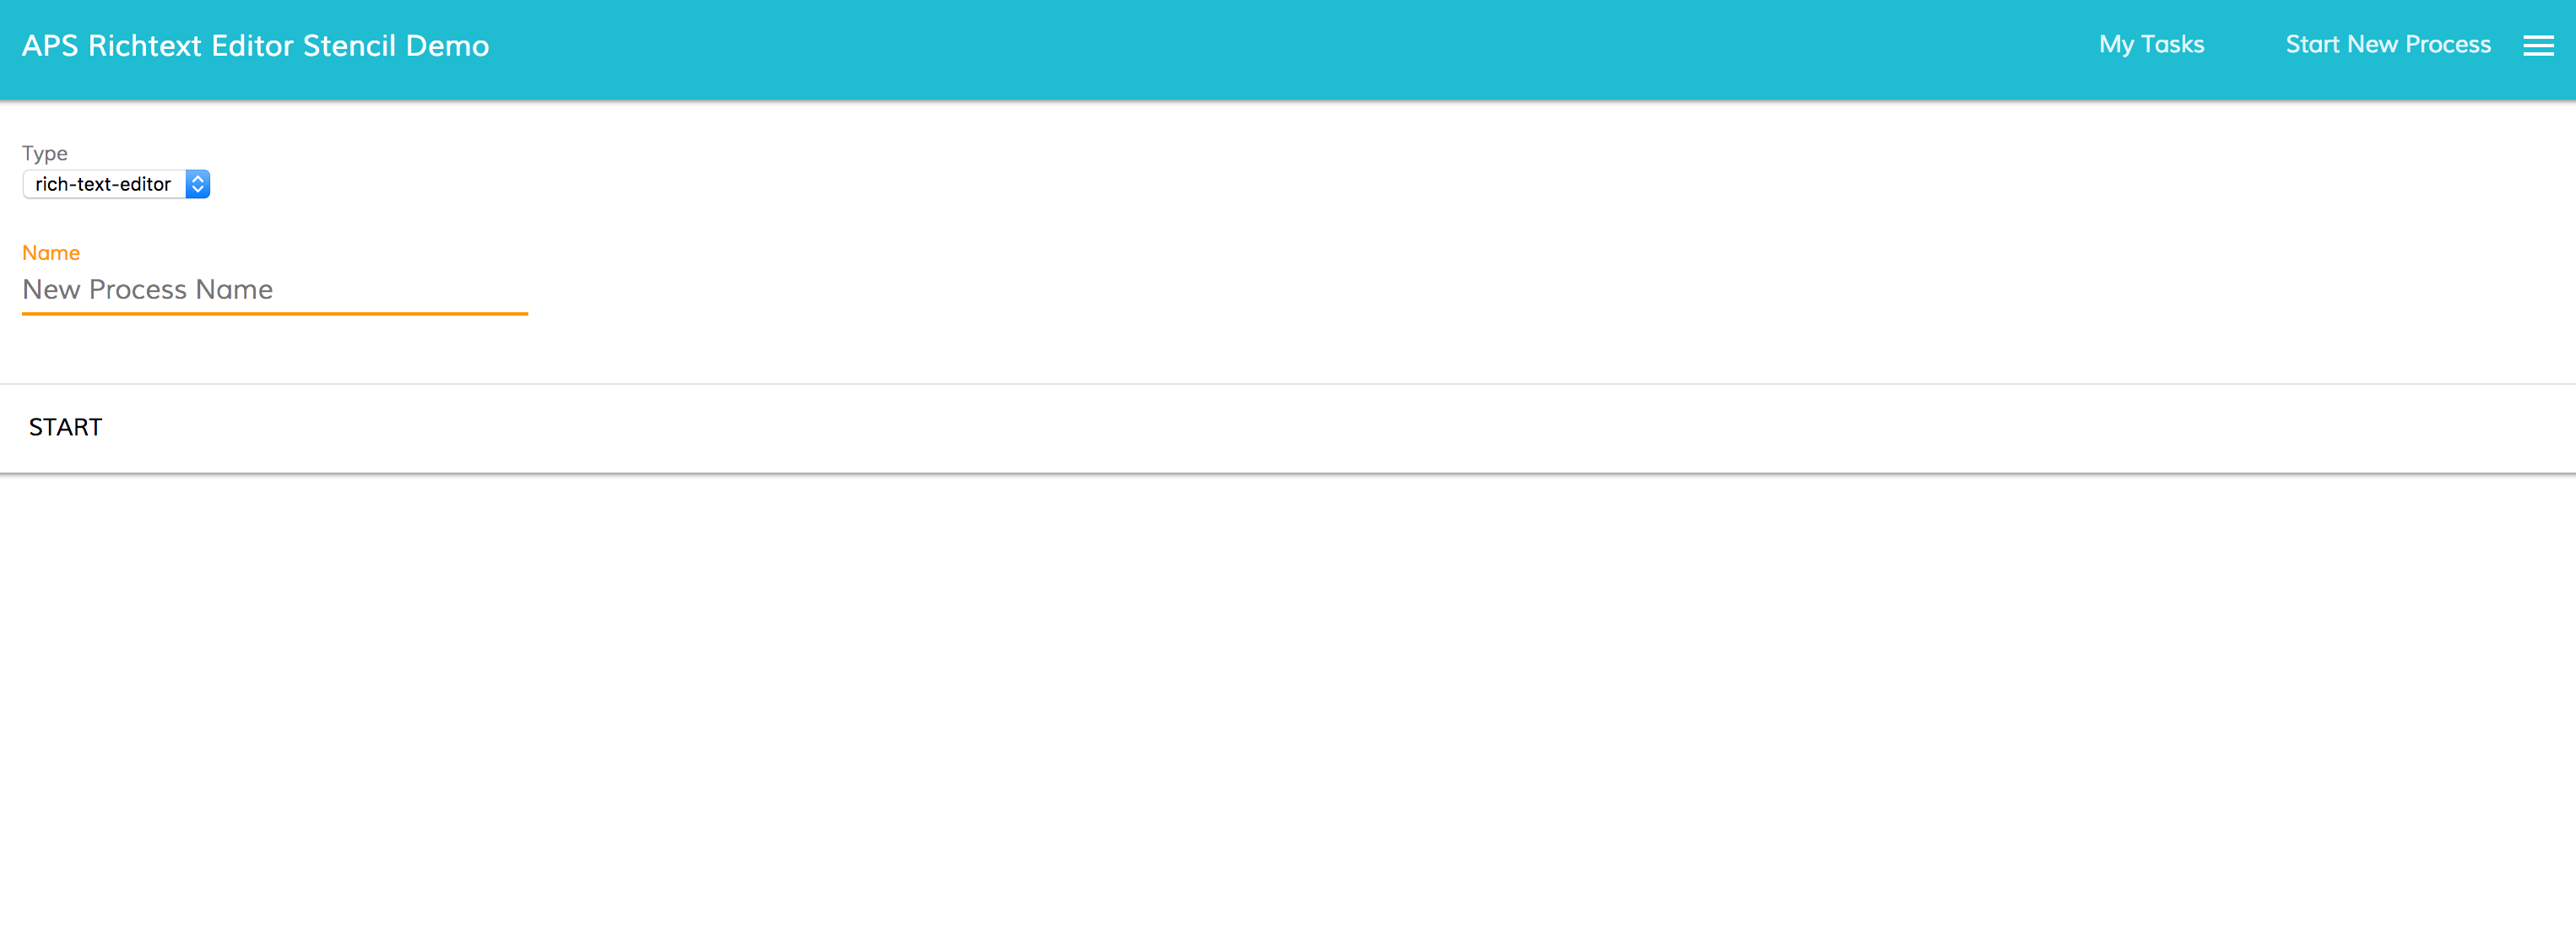 APS Richtext Editor Stencil Demo
My Tasks
Start New Process
Type
rich-text-editor
Name
New Process Name
START